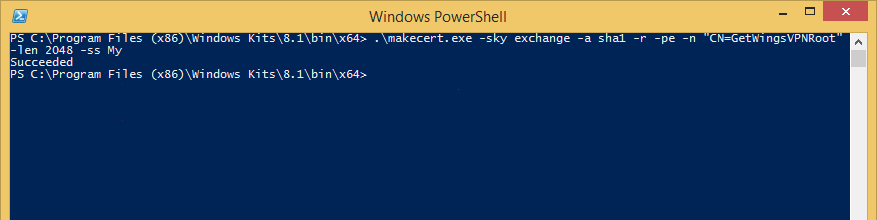 Windows PowerShell
PS C:\Program Files (x86)\Windows Kits\8.1\bin\x64> .\makecert.exe -sky exchange -a sha1 -r -pe -n "CN=GetWingsVPNRoot"
-len 2048 -ss My
Succeeded
PS C:\Program Files (x86)\Windows Kits\8.1\bin\x64>